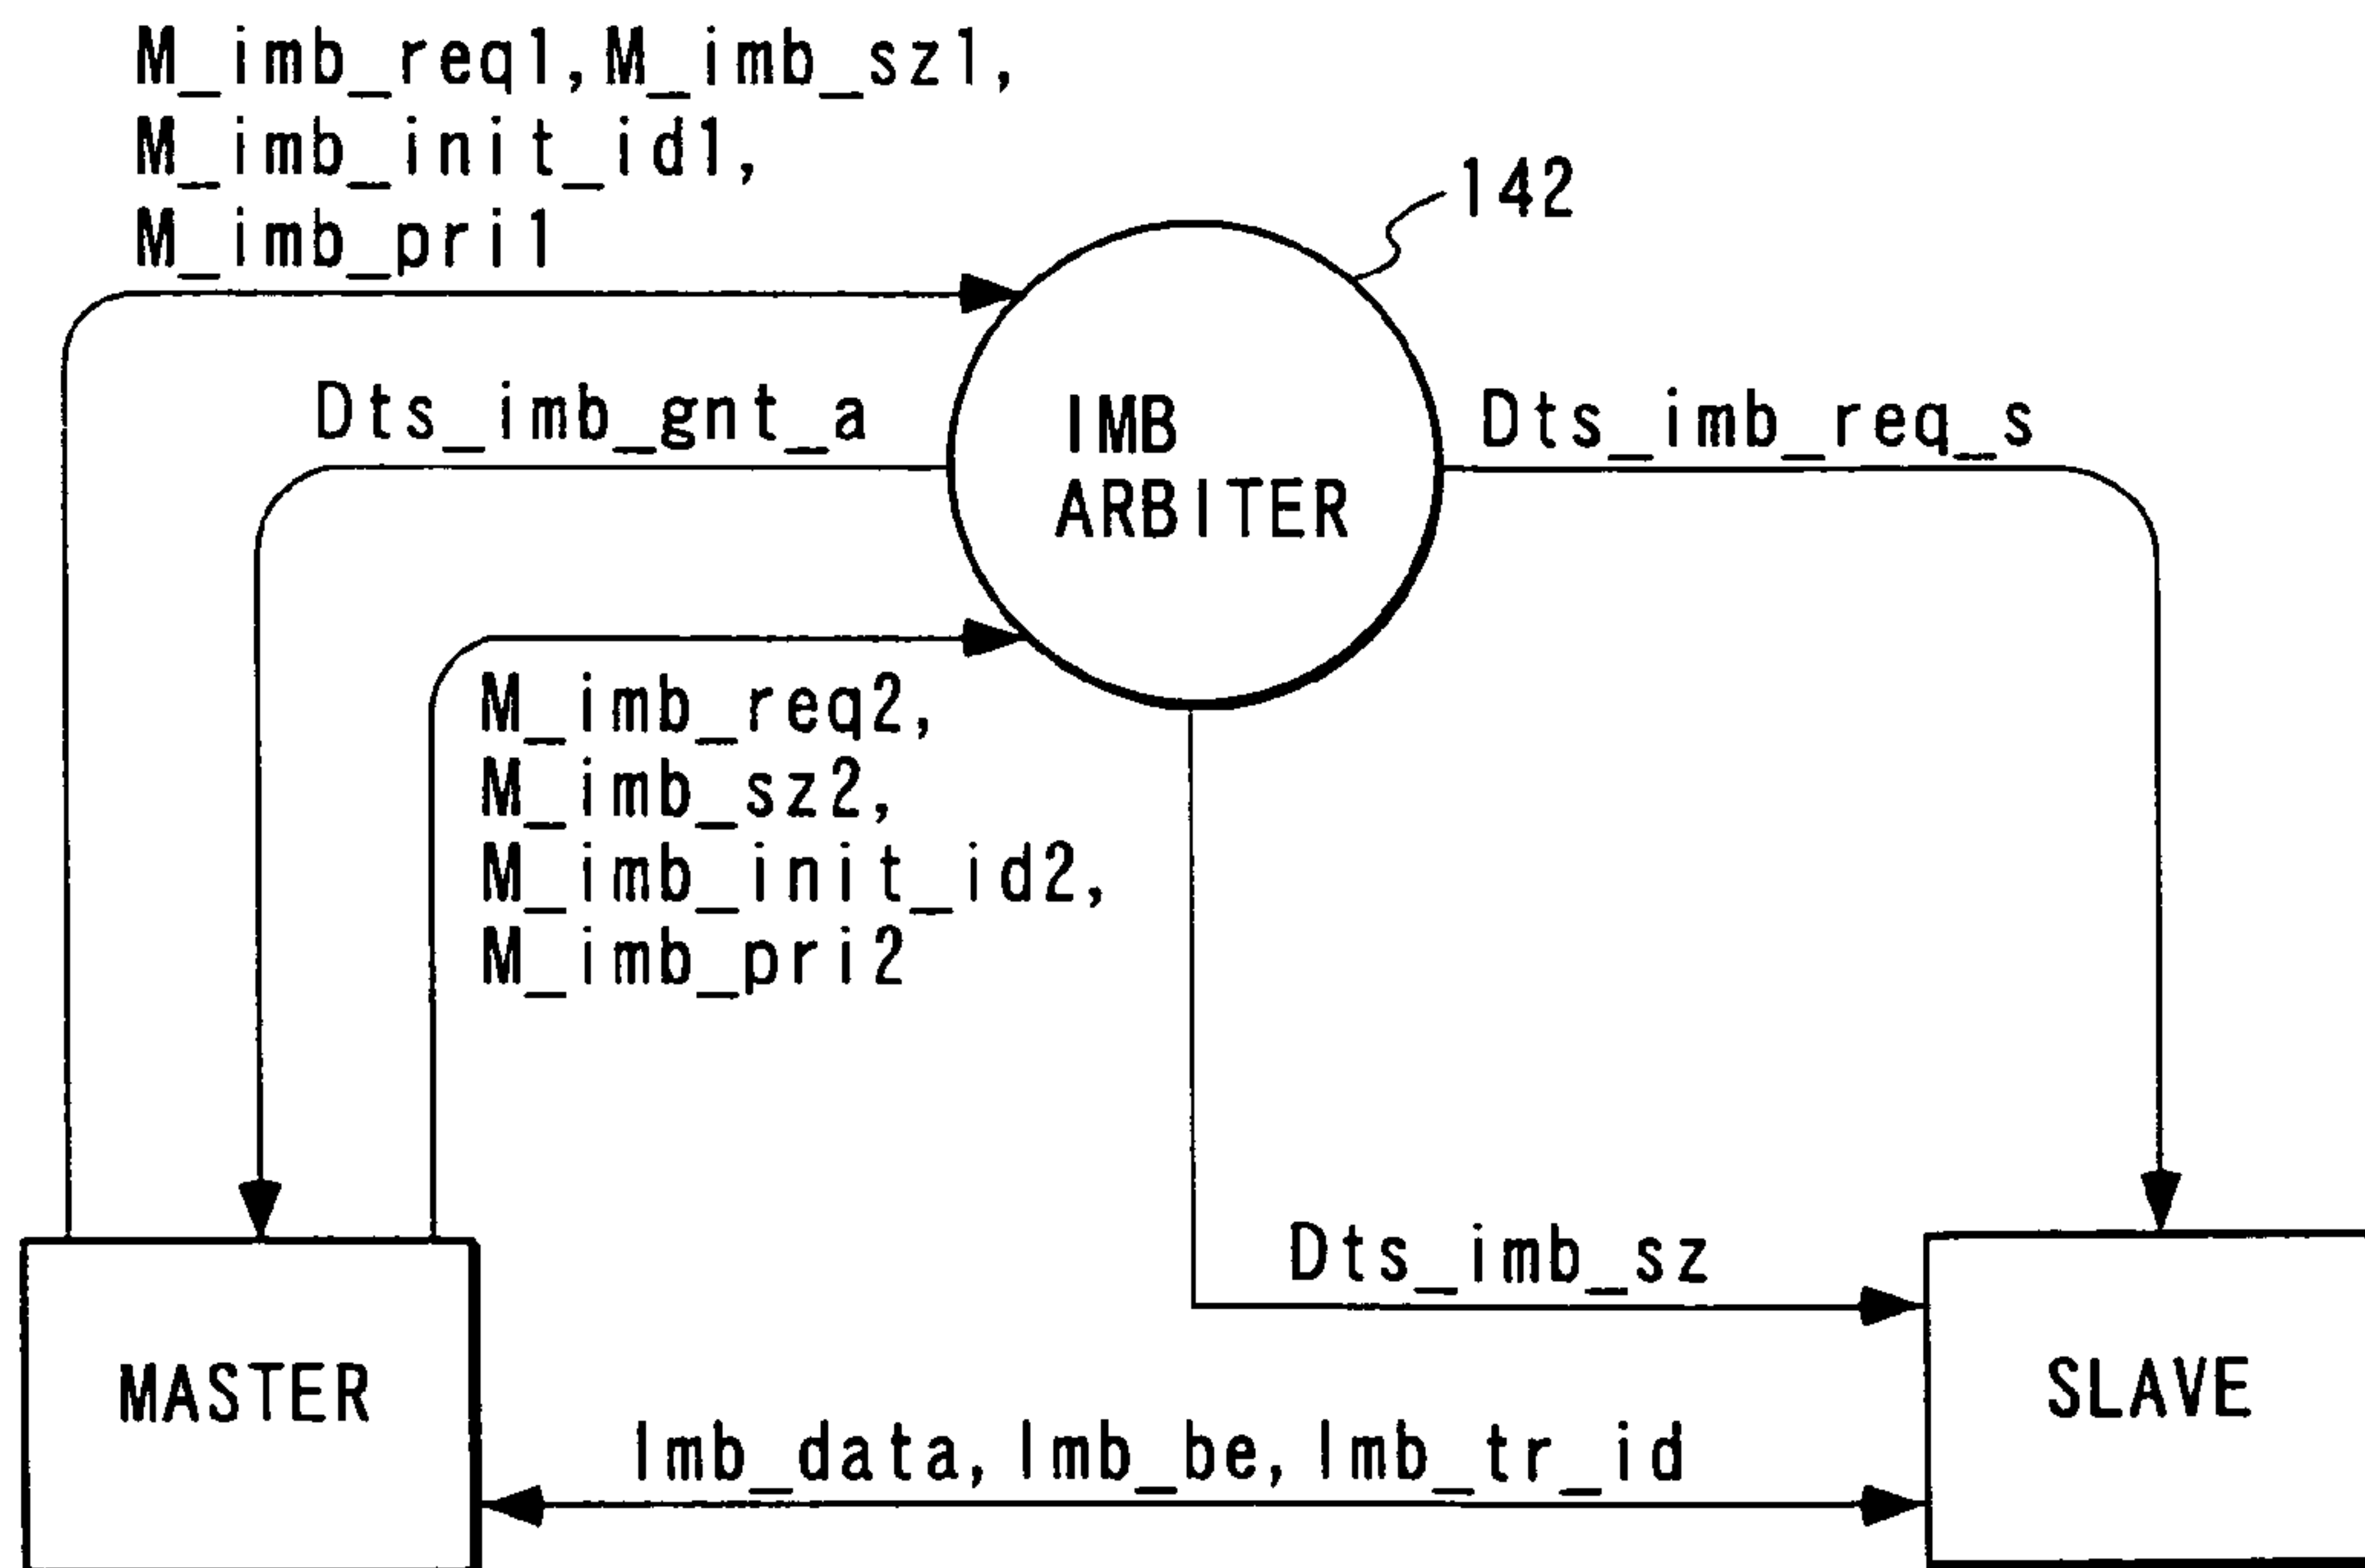 M_imb_req1,M_imb_sz1,
M_imb_init_id1,
M_imb_pri1
142
Dts_imb_gnt_a
IMB
ARBITER
Dts_imb_req_s
M_imb_req2,
M_imb_sz2,
M_imb_init_id2,
M_imb_pri2
Dts_imb_sz
MASTER
SLAVE
Imb_data,Imb_be,Imb_tr_id